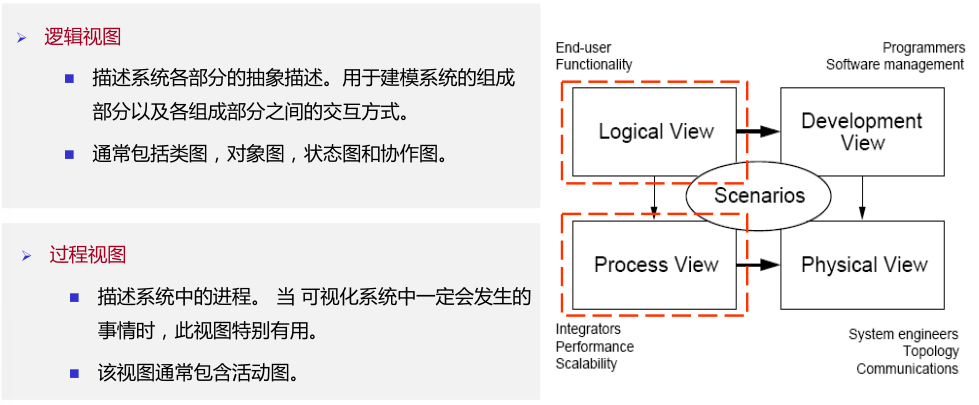 逻辑视图
描述系统各部分的抽象描述。用于建模系统的组成
部分以及各组成部分之间的交互方式。
通常包括类图，对象图，状态图和协作图。
过程视图
描述系统中的进程。 当 可视化系统中一定会发生的
事情时，此视图特别有用。
该视图通常包含活动图。
End-user
Functionality
Programmers
Software management
Logical View
Development
View
Scenarios
Process View
Physical View
Integrators
Performance
Scalability
System engineers
Topology
Communications